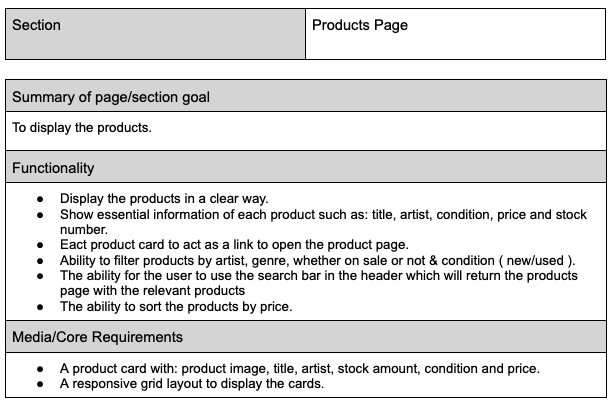 Section
Products Page
Summary of page/section goal
To display the products.
Functionality
● Display the products in a clear way.
● Show essential information of each product such as: title, artist, condition, price and stock
number.
● Eact product card to act as a link to open the product page.
● Ability to filter products by artist, genre, whether on sale or not & condition ( new/used ).
● The ability for the user to use the search bar in the header which will return the products
page with the relevant products
● The ability to sort the products by price.
Media/Core Requirements
● A product card with: product image, title, artist, stock amount, condition and price.
● A responsive grid layout to display the cards.